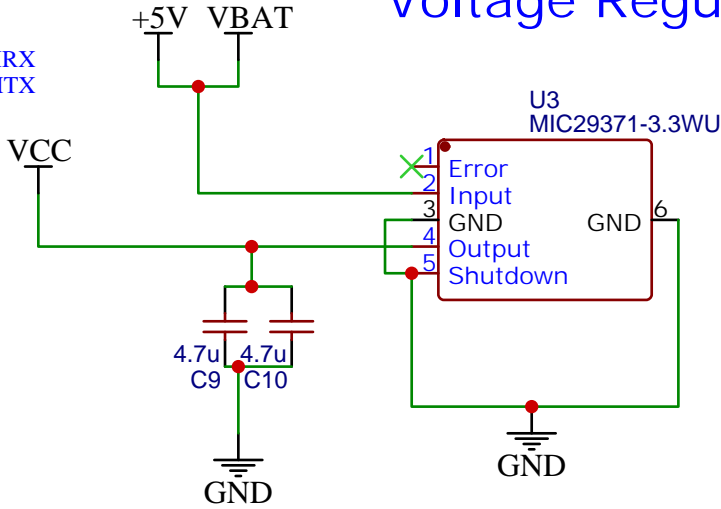 Voltage Regu
+5V VBAT
RX
TX
VCC
U3
MIC29371-3.3WU
1 Error
2 Input
3 GND
GND 6
4 Output
5 Shutdown
4.7u 4.7u
C9 C10
GND
GND